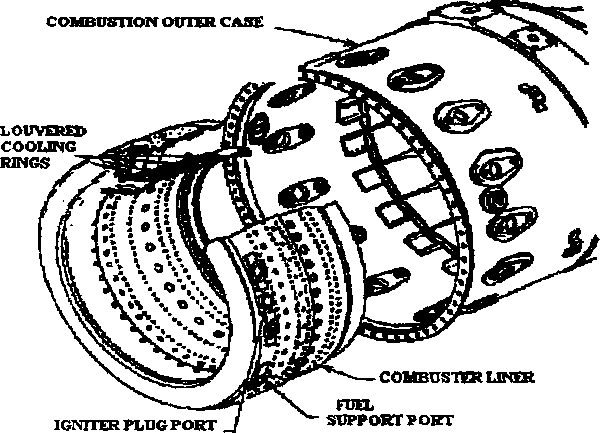 COMBUSTION OUTER CASE
LOUVERED
COOLING
RINGS
COMBUSTER LINER
FUEL
SUPPORT PORT
IGNITER PLUG PORT